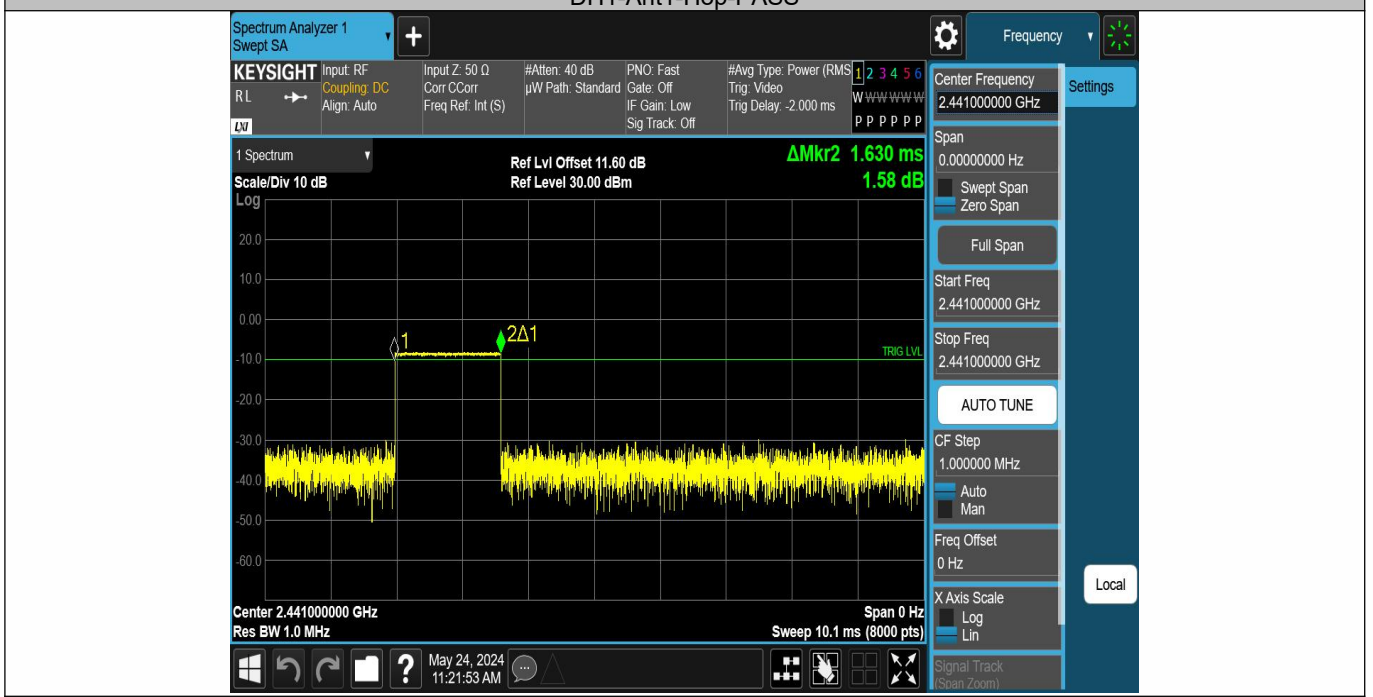 Spectrum Analyzer 1
Swept SA
Frequency
KEYSIGHT
RL
LXI
Input: RF
Coupling: DC
Align: Auto
Input Z: 50 Ω
Corr CCorr
Freq Ref: Int (S)
#Atten: 40 dB
µW Path: Standard
PNO: Fast
Gate: Off
IF Gain: Low
Sig Track: Off
#Avg Type: Power (RMS
Trig: Video
Trig Delay: -2.000 ms
1 2 3 4 5 6
W W W W W W
P P P P P P
1 Spectrum
Scale/Div 10 dB
Log
Ref Lvl Offset 11.60 dB
Ref Level 30.00 dBm
ΔMkr2 1.630 ms
1.58 dB
20.0
10.0
0.00
-10.0
-20.0
-30.0
-40.0
-50.0
-60.0
1
2Δ1
TRIG LVL
Center 2.441000000 GHz
Res BW 1.0 MHz
Span 0 Hz
Sweep 10.1 ms (8000 pts)
Center Frequency
2.441000000 GHz
Settings
Span
0.00000000 Hz
Swept Span
Zero Span
Full Span
Start Freq
2.441000000 GHz
Stop Freq
2.441000000 GHz
AUTO TUNE
CF Step
1.000000 MHz
Auto
Man
Freq Offset
0 Hz
X Axis Scale
Log
Lin
Local
Signal Track
(Span Zoom)
?
May 24, 2024
11:21:53 AM